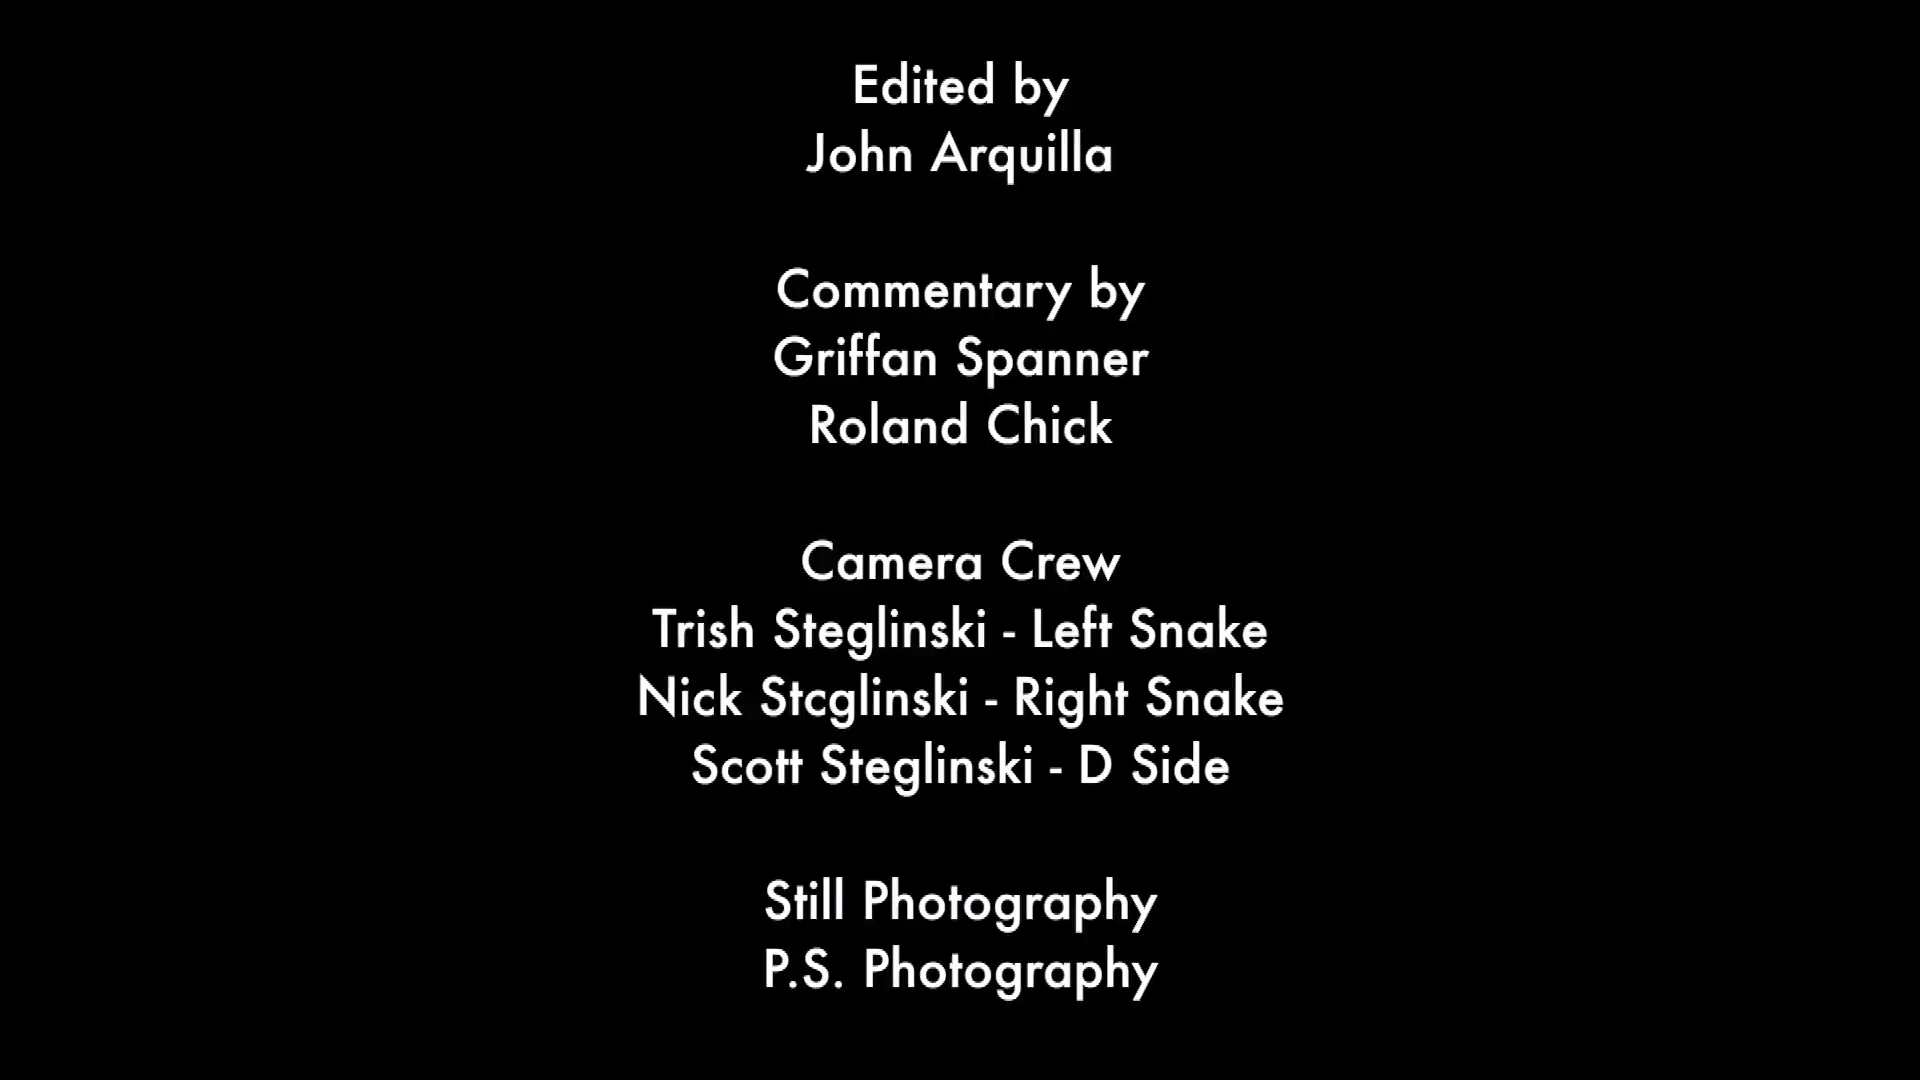 Edited by
John Arquilla
Commentary by
Griffan Spanner
Roland Chick
Camera Crew
Trish Steglinski - Left Snake
Nick Stcglinski - Right Snake
Scott Steglinski - D Side
Still Photography
P.S. Photography